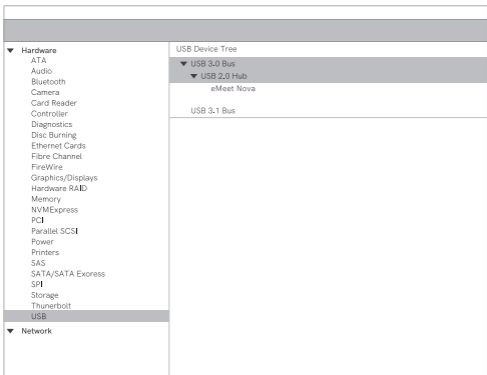 Hardware
ATA
Audio
Bluetooth
Camera
Card Reader
Controller
Diagnostics
Disc Burning
Ethernet Cards
Fibre Channel
FireWire
Graphics/Displays
Hardware RAID
Memory
NVMExpress
PCI
Parallel SCSI
Power
Printers
SAS
SATA/SATA Exoress
SPI
Storage
Thunerbolt
USB
Network
USB Device Tree
USB 3.0 Bus
USB 2.0 Hub
eMeet Nova
USB 3.1 Bus